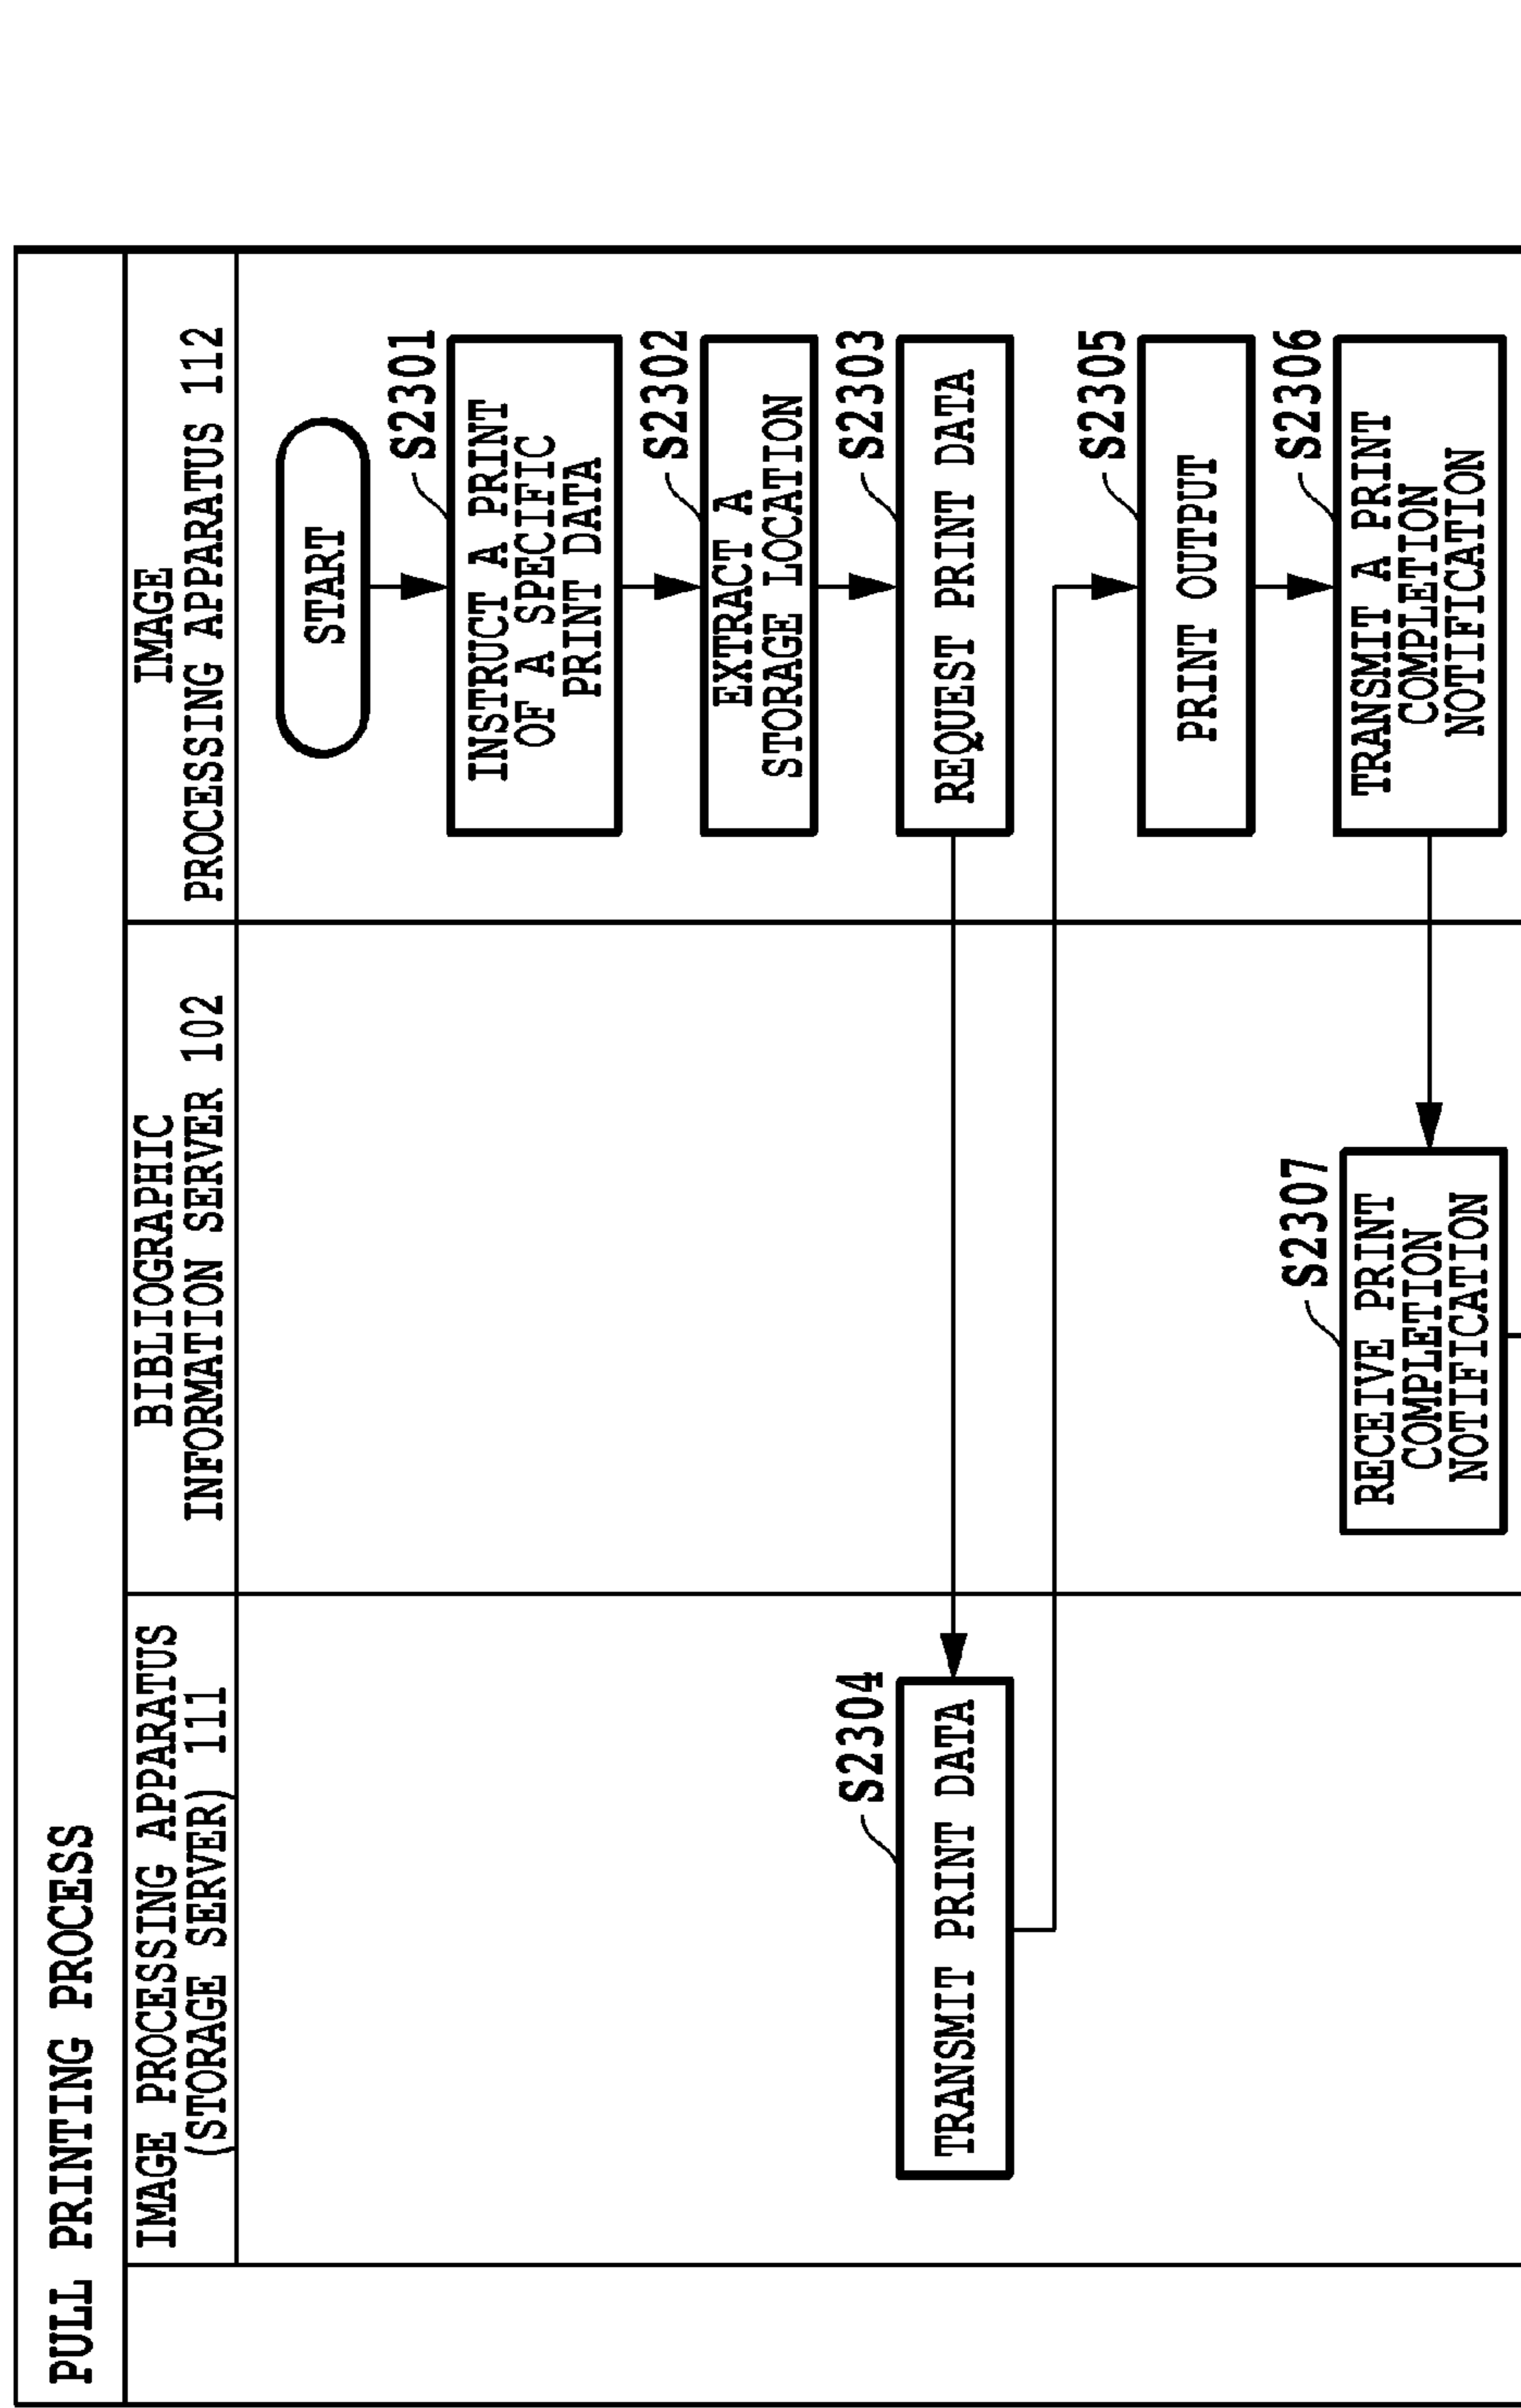 PULL PRINTING PROCESS
IMAGE PROCESSING APPARATUS
(STORAGE SERVER) 111
BIBLIOGRAPHIC
INFORMATION SERVER 102
IMAGE
PROCESSING APPARATUS 112
START
S2301
INSTRUCT A PRINT
OF A SPECIFIC
PRINT DATA
S2302
EXTRACT A
STORAGE LOCATION
S2303
REQUEST PRINT DATA
S2304
TRANSMIT PRINT DATA
S2305
PRINT OUTPUT
S2306
TRANSMIT A PRINT
COMPLETION
NOTIFICATION
S2307
RECEIVE PRINT
COMPLETION
NOTIFICATION